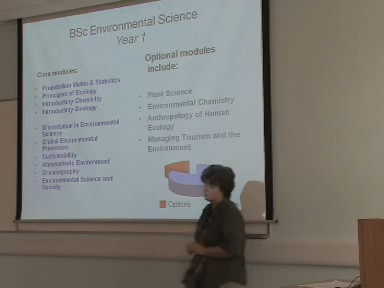 BSc Environmental Science
Year 1
Core modules:
Foundation Maths & Statistics
Principles of Ecology
Introductory Chemistry
Introductory Geology
Dissertation in Environmental
Science
Global Environmental
Processes
Sustainability
Atmospheric Environment
Oceanography
Environmental Science and
Society
Optional modules
include:
Plant Science
Environmental Chemistry
Anthropology of Human
Ecology
Managing Tourism and the
Environment
Options